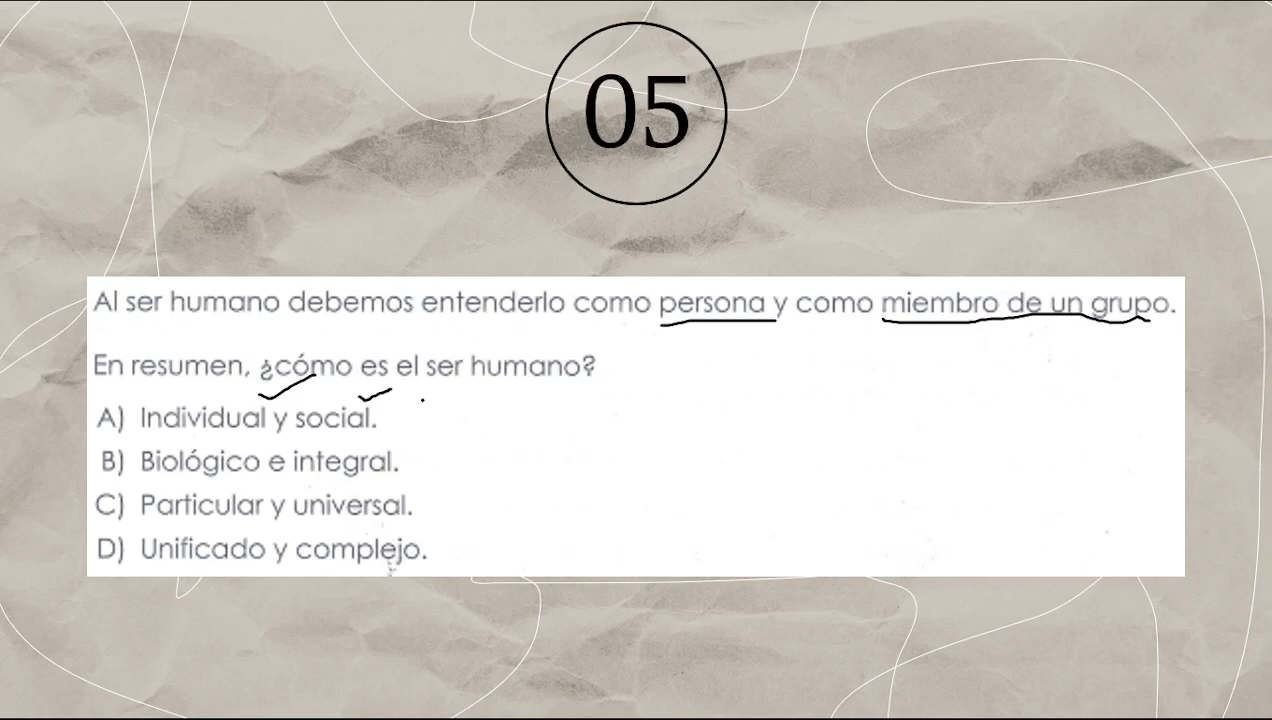 05
Al ser humano debemos entenderlo como persona y como miembro de un grupo.
En resumen, ¿cómo es el ser humano?
A) Individual y social.
B) Biológico e integral.
C) Particular y universal.
D) Unificado y complejo.